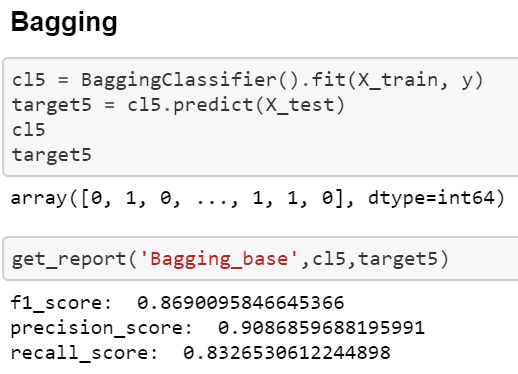 Bagging
cl5 = BaggingClassifier().fit(X_train, y)
target5 = cl5.predict(X_test)
cl5
target5
array([0, 1, 0, ..., 1, 1, 0], dtype=int64)
get_report('Bagging_base',cl5,target5)
f1_score:  0.8690095846645366
precision_score:  0.9086859688195991
recall_score:  0.8326530612244898